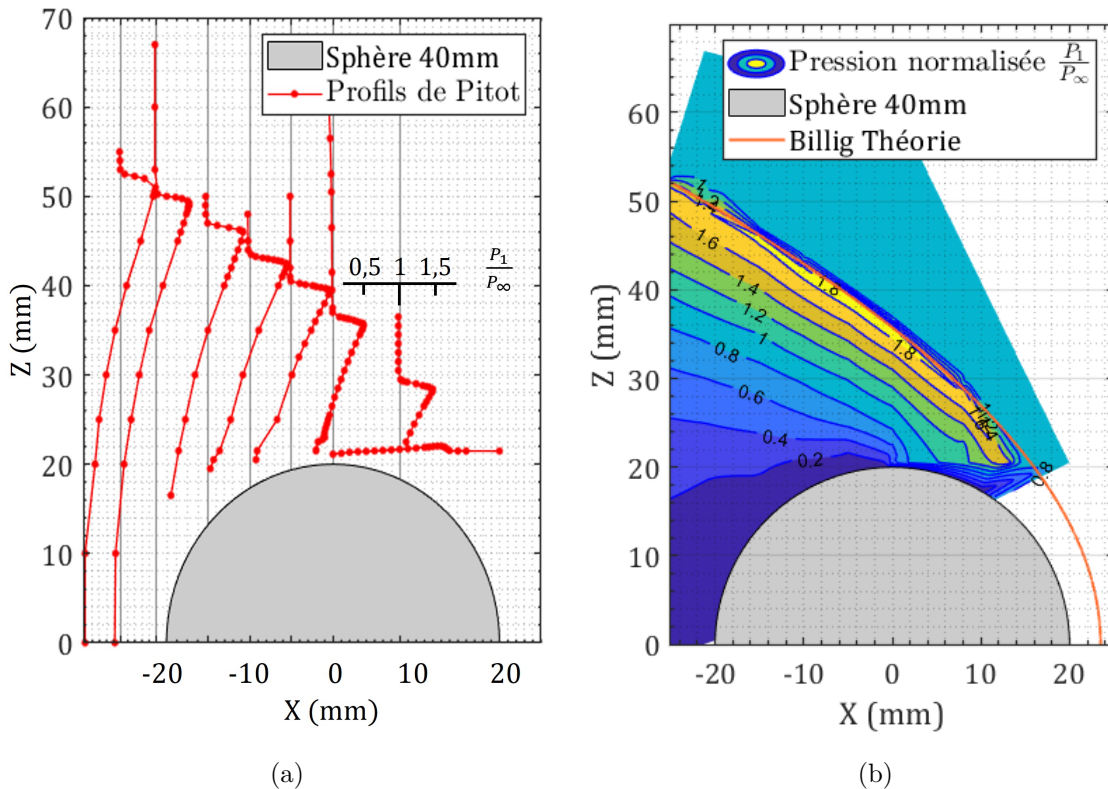 70
60
50
40
30
20
10
0
Z (mm)
Sphère 40mm
Profils de Pitot
0,5 1 1,5
P₁
P∞
-20 -10 0 10 20
X (mm)
(a)
60
50
40
30
20
10
0
Z (mm)
Pression normalisée P₁/P∞
Sphère 40mm
Billig Théorie
1.6
1.4
1.2
1
0.8
0.6
0.4
0.2
1.8
1.8
0.8
-20 -10 0 10 20
X (mm)
(b)